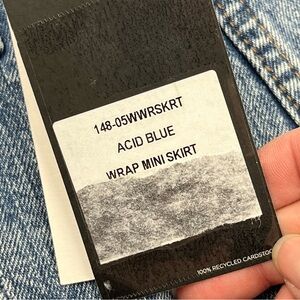 148-05WWRSKRT
ACID BLUE
WRAP MINI SKIRT
100% RECYCLED CARDSTOCK